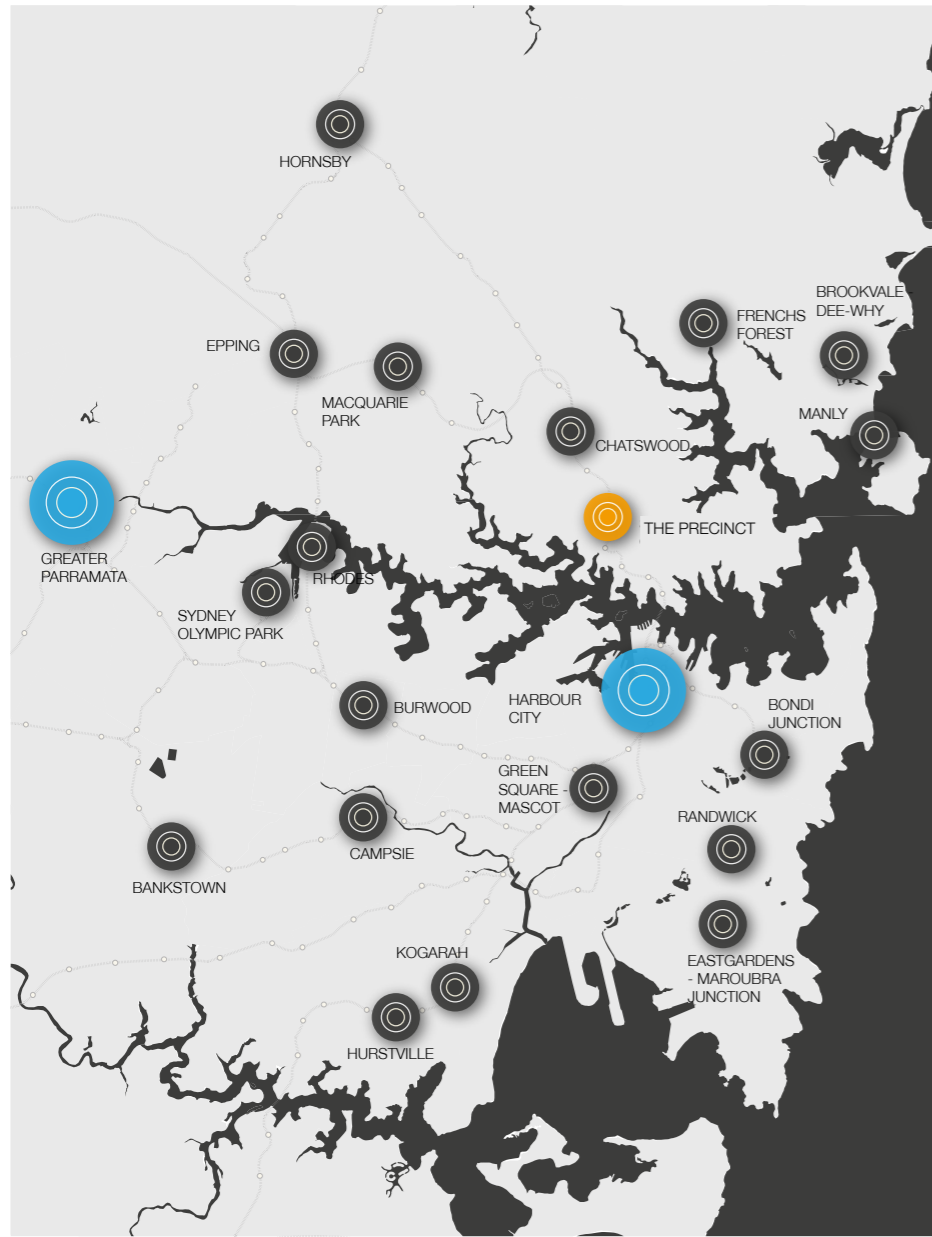 HORNSBY
BROOKVALE -
DEE-WHY
FRENCHS
FOREST
EPPING
MACQUARIE
PARK
MANLY
CHATSWOOD
THE PRECINCT
GREATER
PARRAMATA
RHODES
SYDNEY
OLYMPIC PARK
HARBOUR
CITY
BURWOOD
BONDI
JUNCTION
GREEN
SQUARE -
MASCOT
RANDWICK
CAMPSIE
BANKSTOWN
KOGARAH
EASTGARDENS
- MAROUBRA
JUNCTION
HURSTVILLE